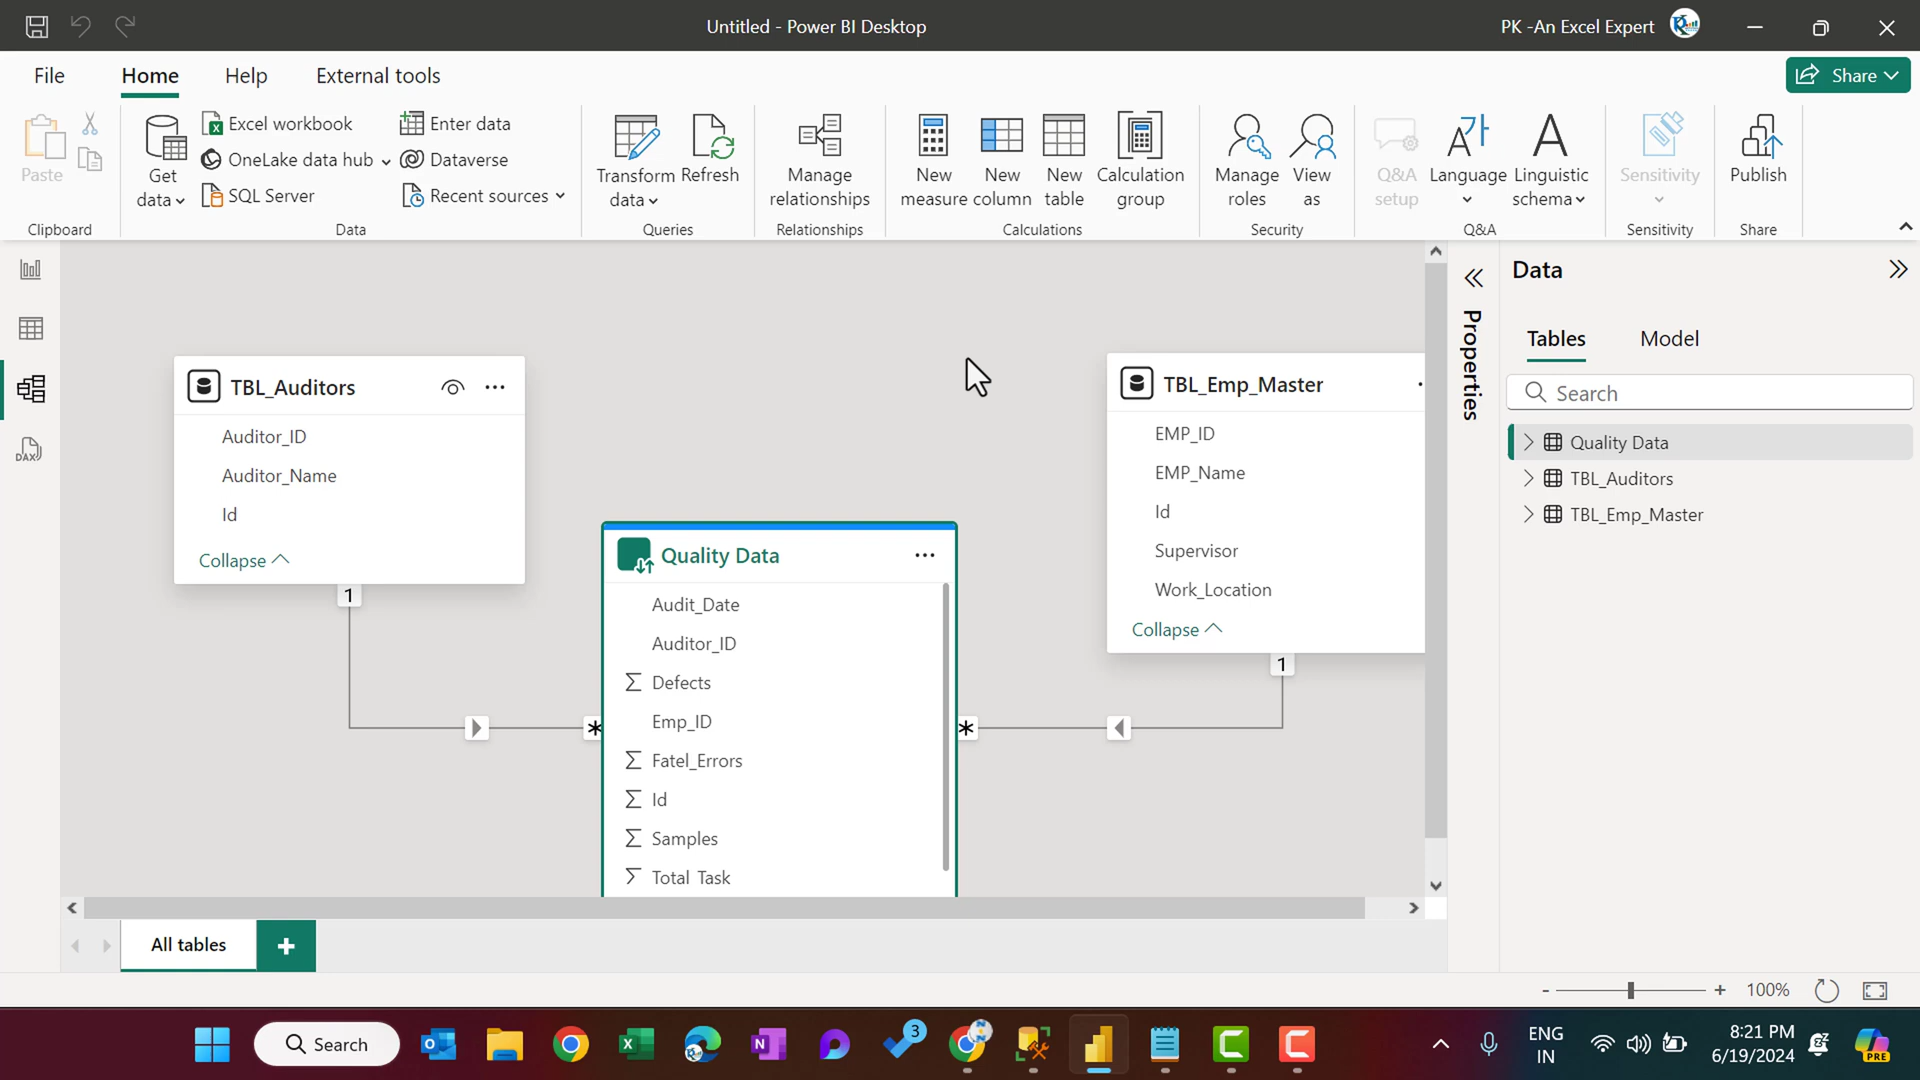 Untitled - Power BI Desktop
PK -An Excel Expert
File
Home
Help
External tools
Share
Paste
Clipboard
Get
data
Excel workbook
OneLake data hub
SQL Server
Enter data
Dataverse
Recent sources
Data
Transform
data
Refresh
Queries
Manage
relationships
Relationships
New
measure
New
column
New
table
Calculation
group
Calculations
Manage
roles
View
as
Security
Q&A
setup
Language
Linguistic
schema
Q&A
Sensitivity
Sensitivity
Publish
Share
DAX
TBL_Auditors
Auditor_ID
Auditor_Name
Id
Collapse
1
Quality Data
Audit_Date
Auditor_ID
Σ Defects
Emp_ID
Σ Fatel_Errors
Σ Id
Σ Samples
Σ Total Task
*
*
TBL_Emp_Master
EMP_ID
EMP_Name
Id
Supervisor
Work_Location
Collapse
1
Properties
Data
Tables
Model
Search
Quality Data
TBL_Auditors
TBL_Emp_Master
All tables
+
- + 100%
Search
3
ENG
IN
8:21 PM
6/19/2024
PRE